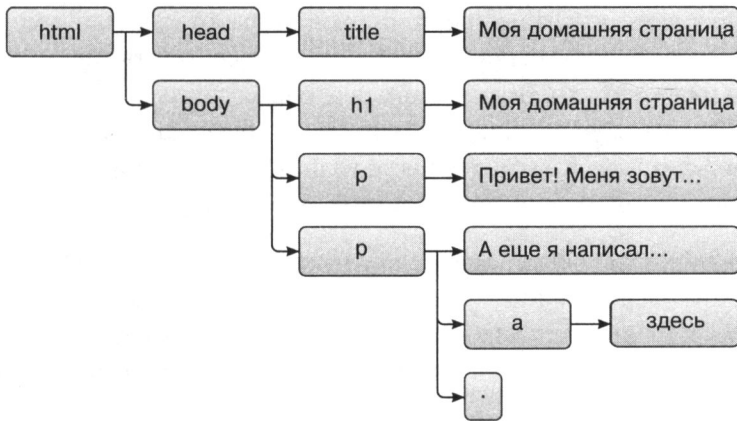 html head title Моя домашняя страница
body h1 Моя домашняя страница
p Привет! Меня зовут...
p А еще я написал...
a здесь
.